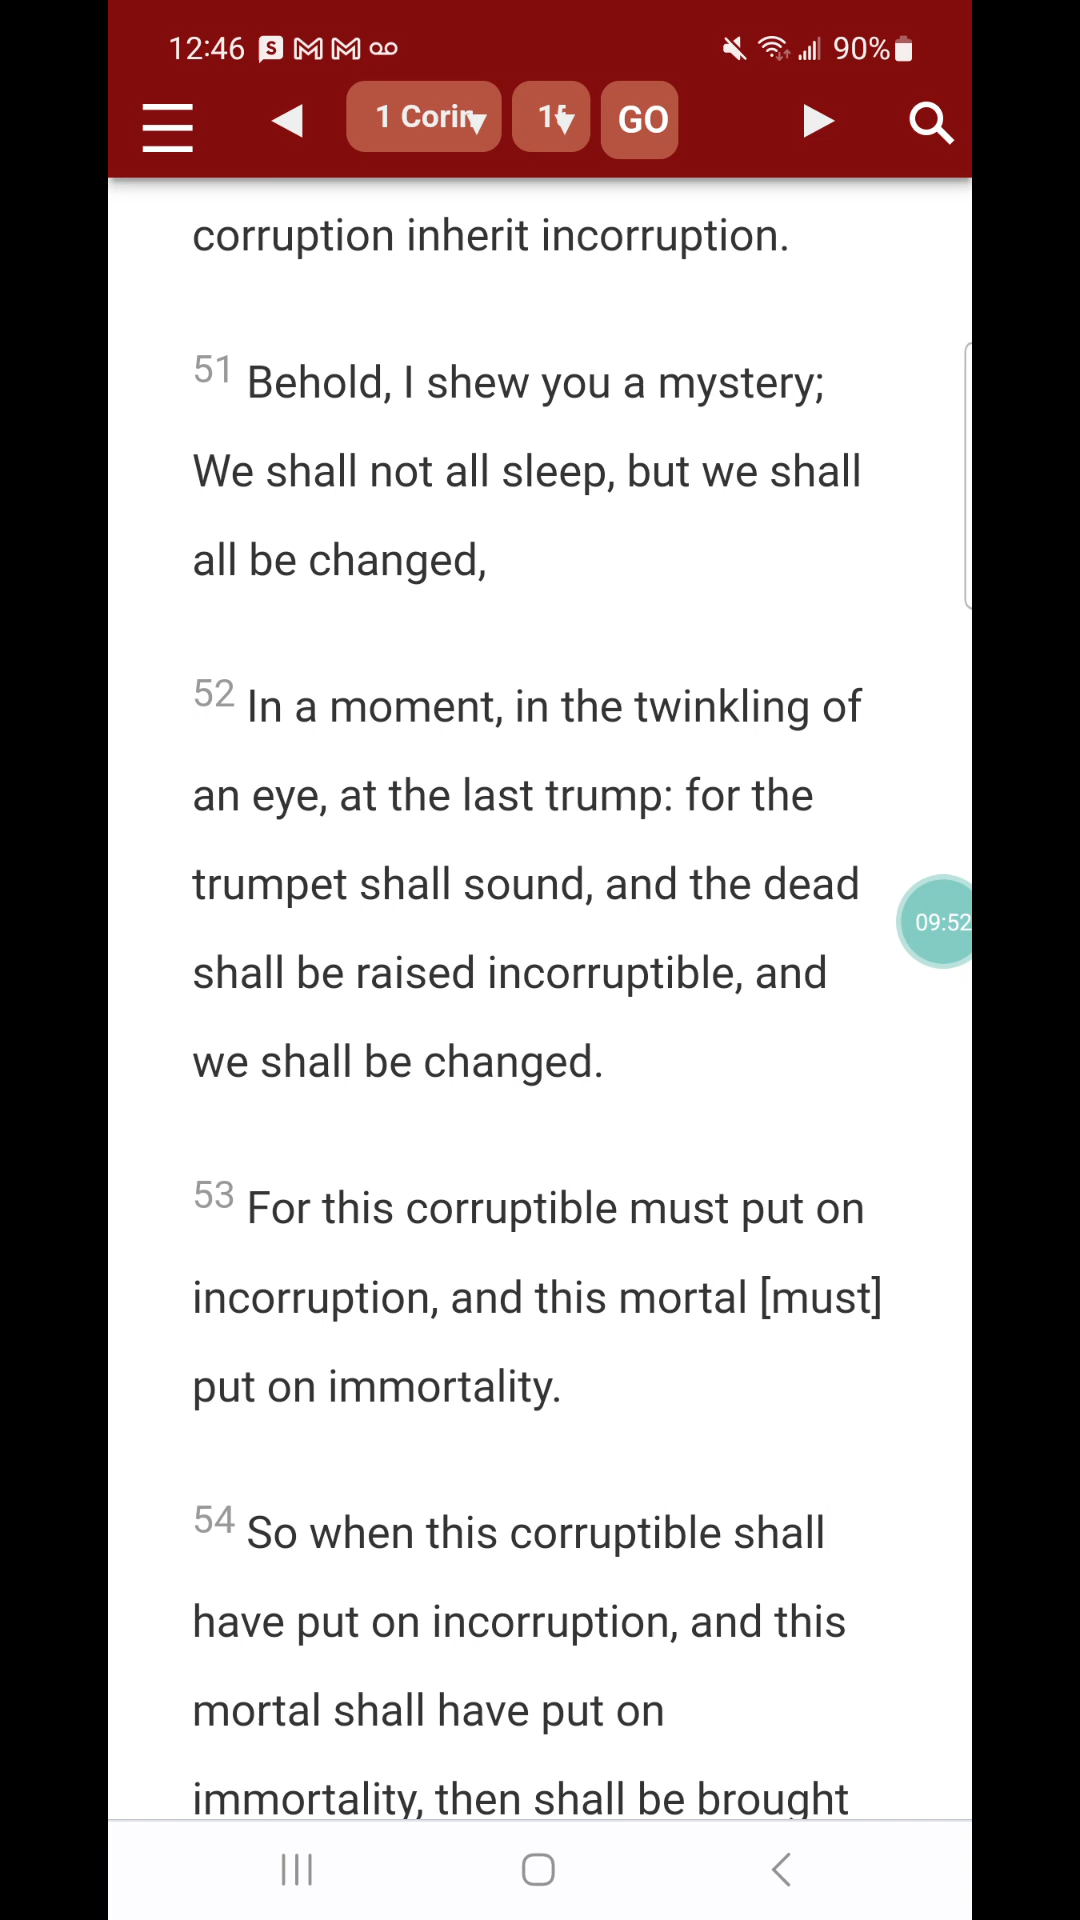 12:46 S 90%
1 Corin GO
corruption inherit incorruption.
51 Behold, I shew you a mystery;
We shall not all sleep, but we shall
all be changed,
52 In a moment, in the twinkling of
an eye, at the last trump: for the
trumpet shall sound, and the dead
09:52
shall be raised incorruptible, and
we shall be changed.
53 For this corruptible must put on
incorruption, and this mortal [must]
put on immortality.
54 So when this corruptible shall
have put on incorruption, and this
mortal shall have put on
immortality, then shall be brought